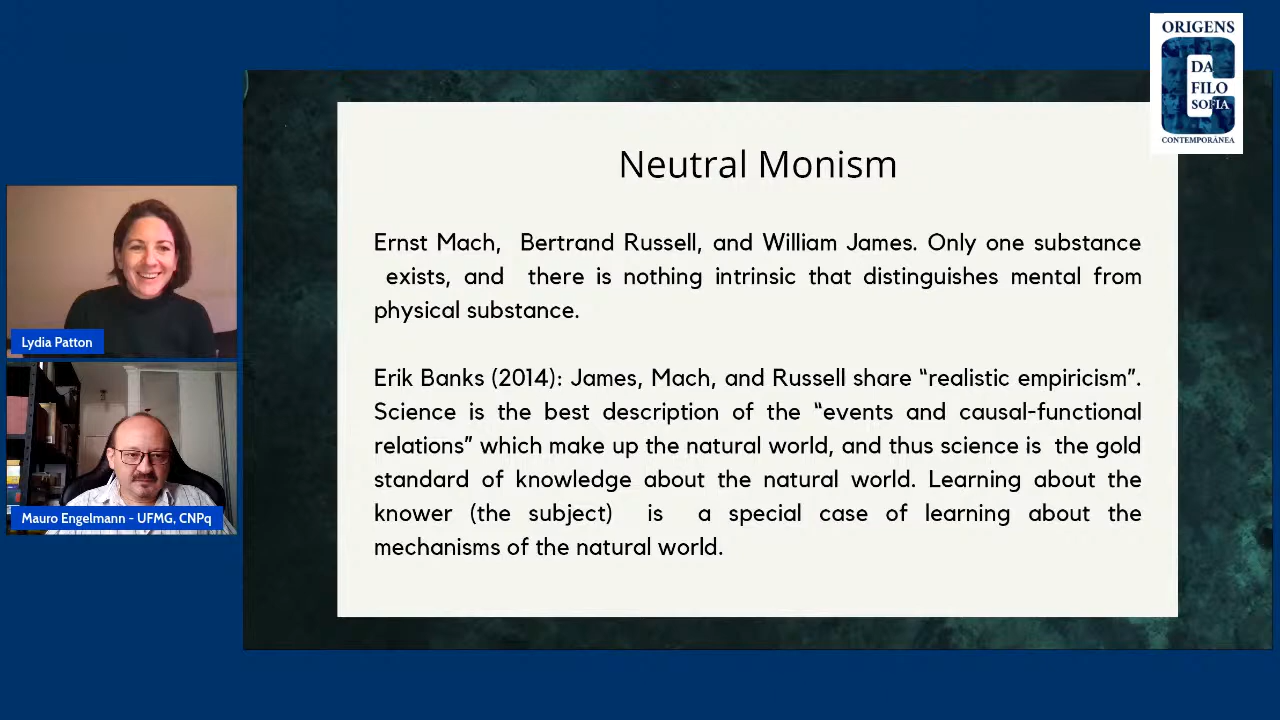 ORIGENS
DA
FILO
SOFIA
CONTEMPORÂNEA
Neutral Monism
Ernst Mach, Bertrand Russell, and William James. Only one substance
exists, and there is nothing intrinsic that distinguishes mental from
physical substance.
Erik Banks (2014): James, Mach, and Russell share “realistic empiricism”.
Science is the best description of the “events and causal-functional
relations” which make up the natural world, and thus science is the gold
standard of knowledge about the natural world. Learning about the
knower (the subject) is a special case of learning about the
mechanisms of the natural world.
Lydia Patton
Mauro Engelmann - UFMG, CNPq